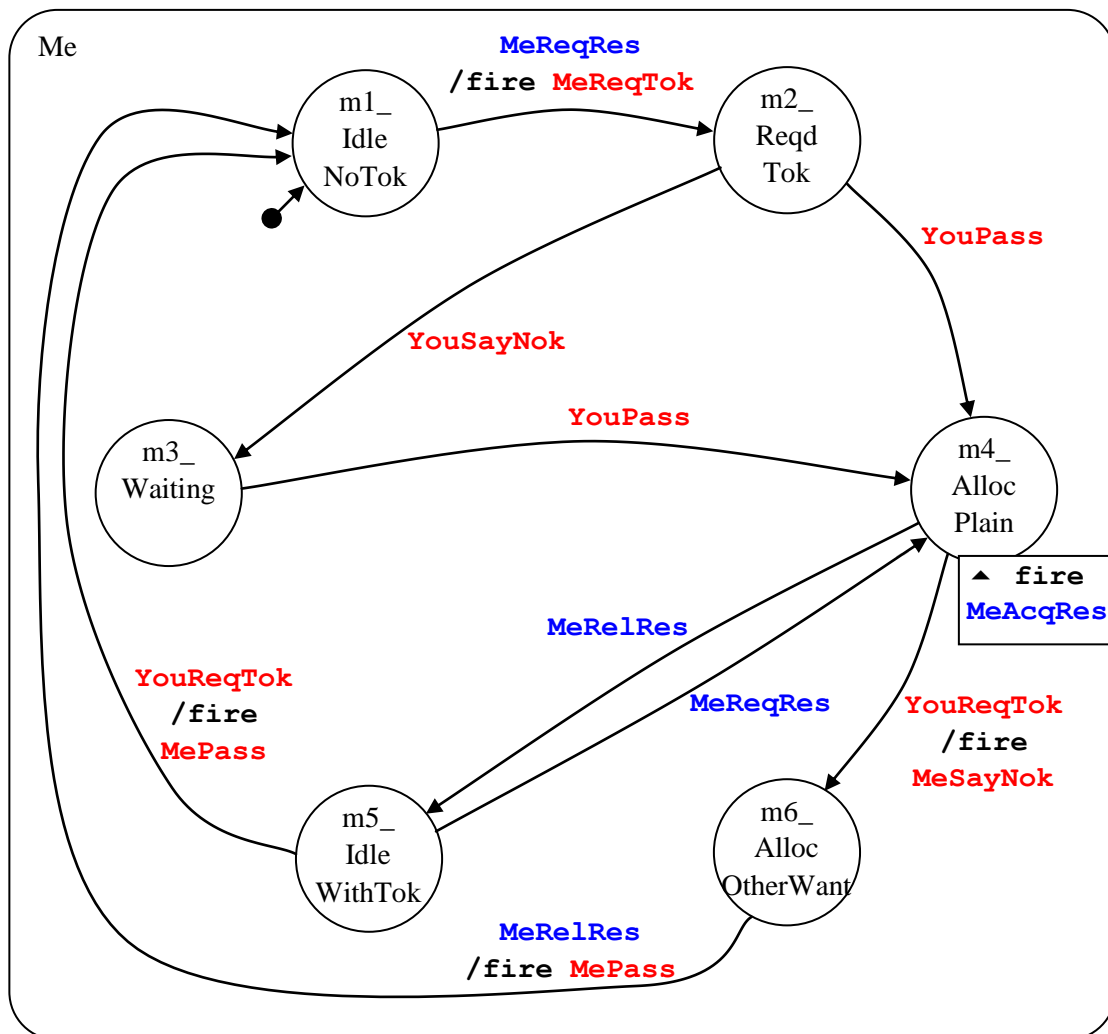 Me
MeReqRes
/fire MeReqTok
m1_
Idle
NoTok
m2_
Reqd
Tok
YouPass
YouSayNok
YouPass
m3_
Waiting
m4_
Alloc
Plain
▲ fire
MeAcqRes
MeRelRes
MeReqRes
YouReqTok
/fire
MePass
YouReqTok
/fire
MeSayNok
m5_
Idle
WithTok
m6_
Alloc
OtherWant
MeRelRes
/fire MePass